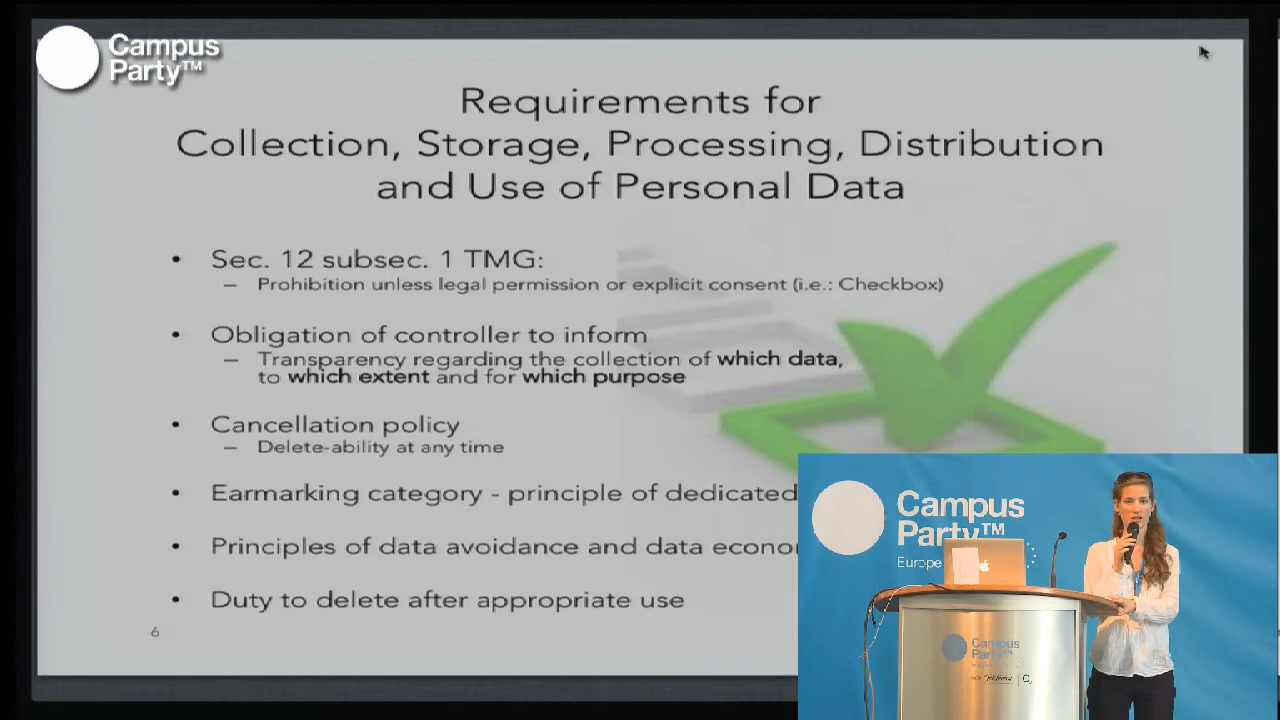 Campus
Party™
Requirements for
Collection, Storage, Processing, Distribution
and Use of Personal Data
• Sec. 12 subsec. 1 TMG:
– Prohibition unless legal permission or explicit consent (i.e.: Checkbox)
• Obligation of controller to inform
– Transparency regarding the collection of which data,
to which extent and for which purpose
• Cancellation policy
– Delete-ability at any time
• Earmarking category - principle of dedicated
• Principles of data avoidance and data econo
• Duty to delete after appropriate use
6
Campus
Party™
Europe
Campus
Party™